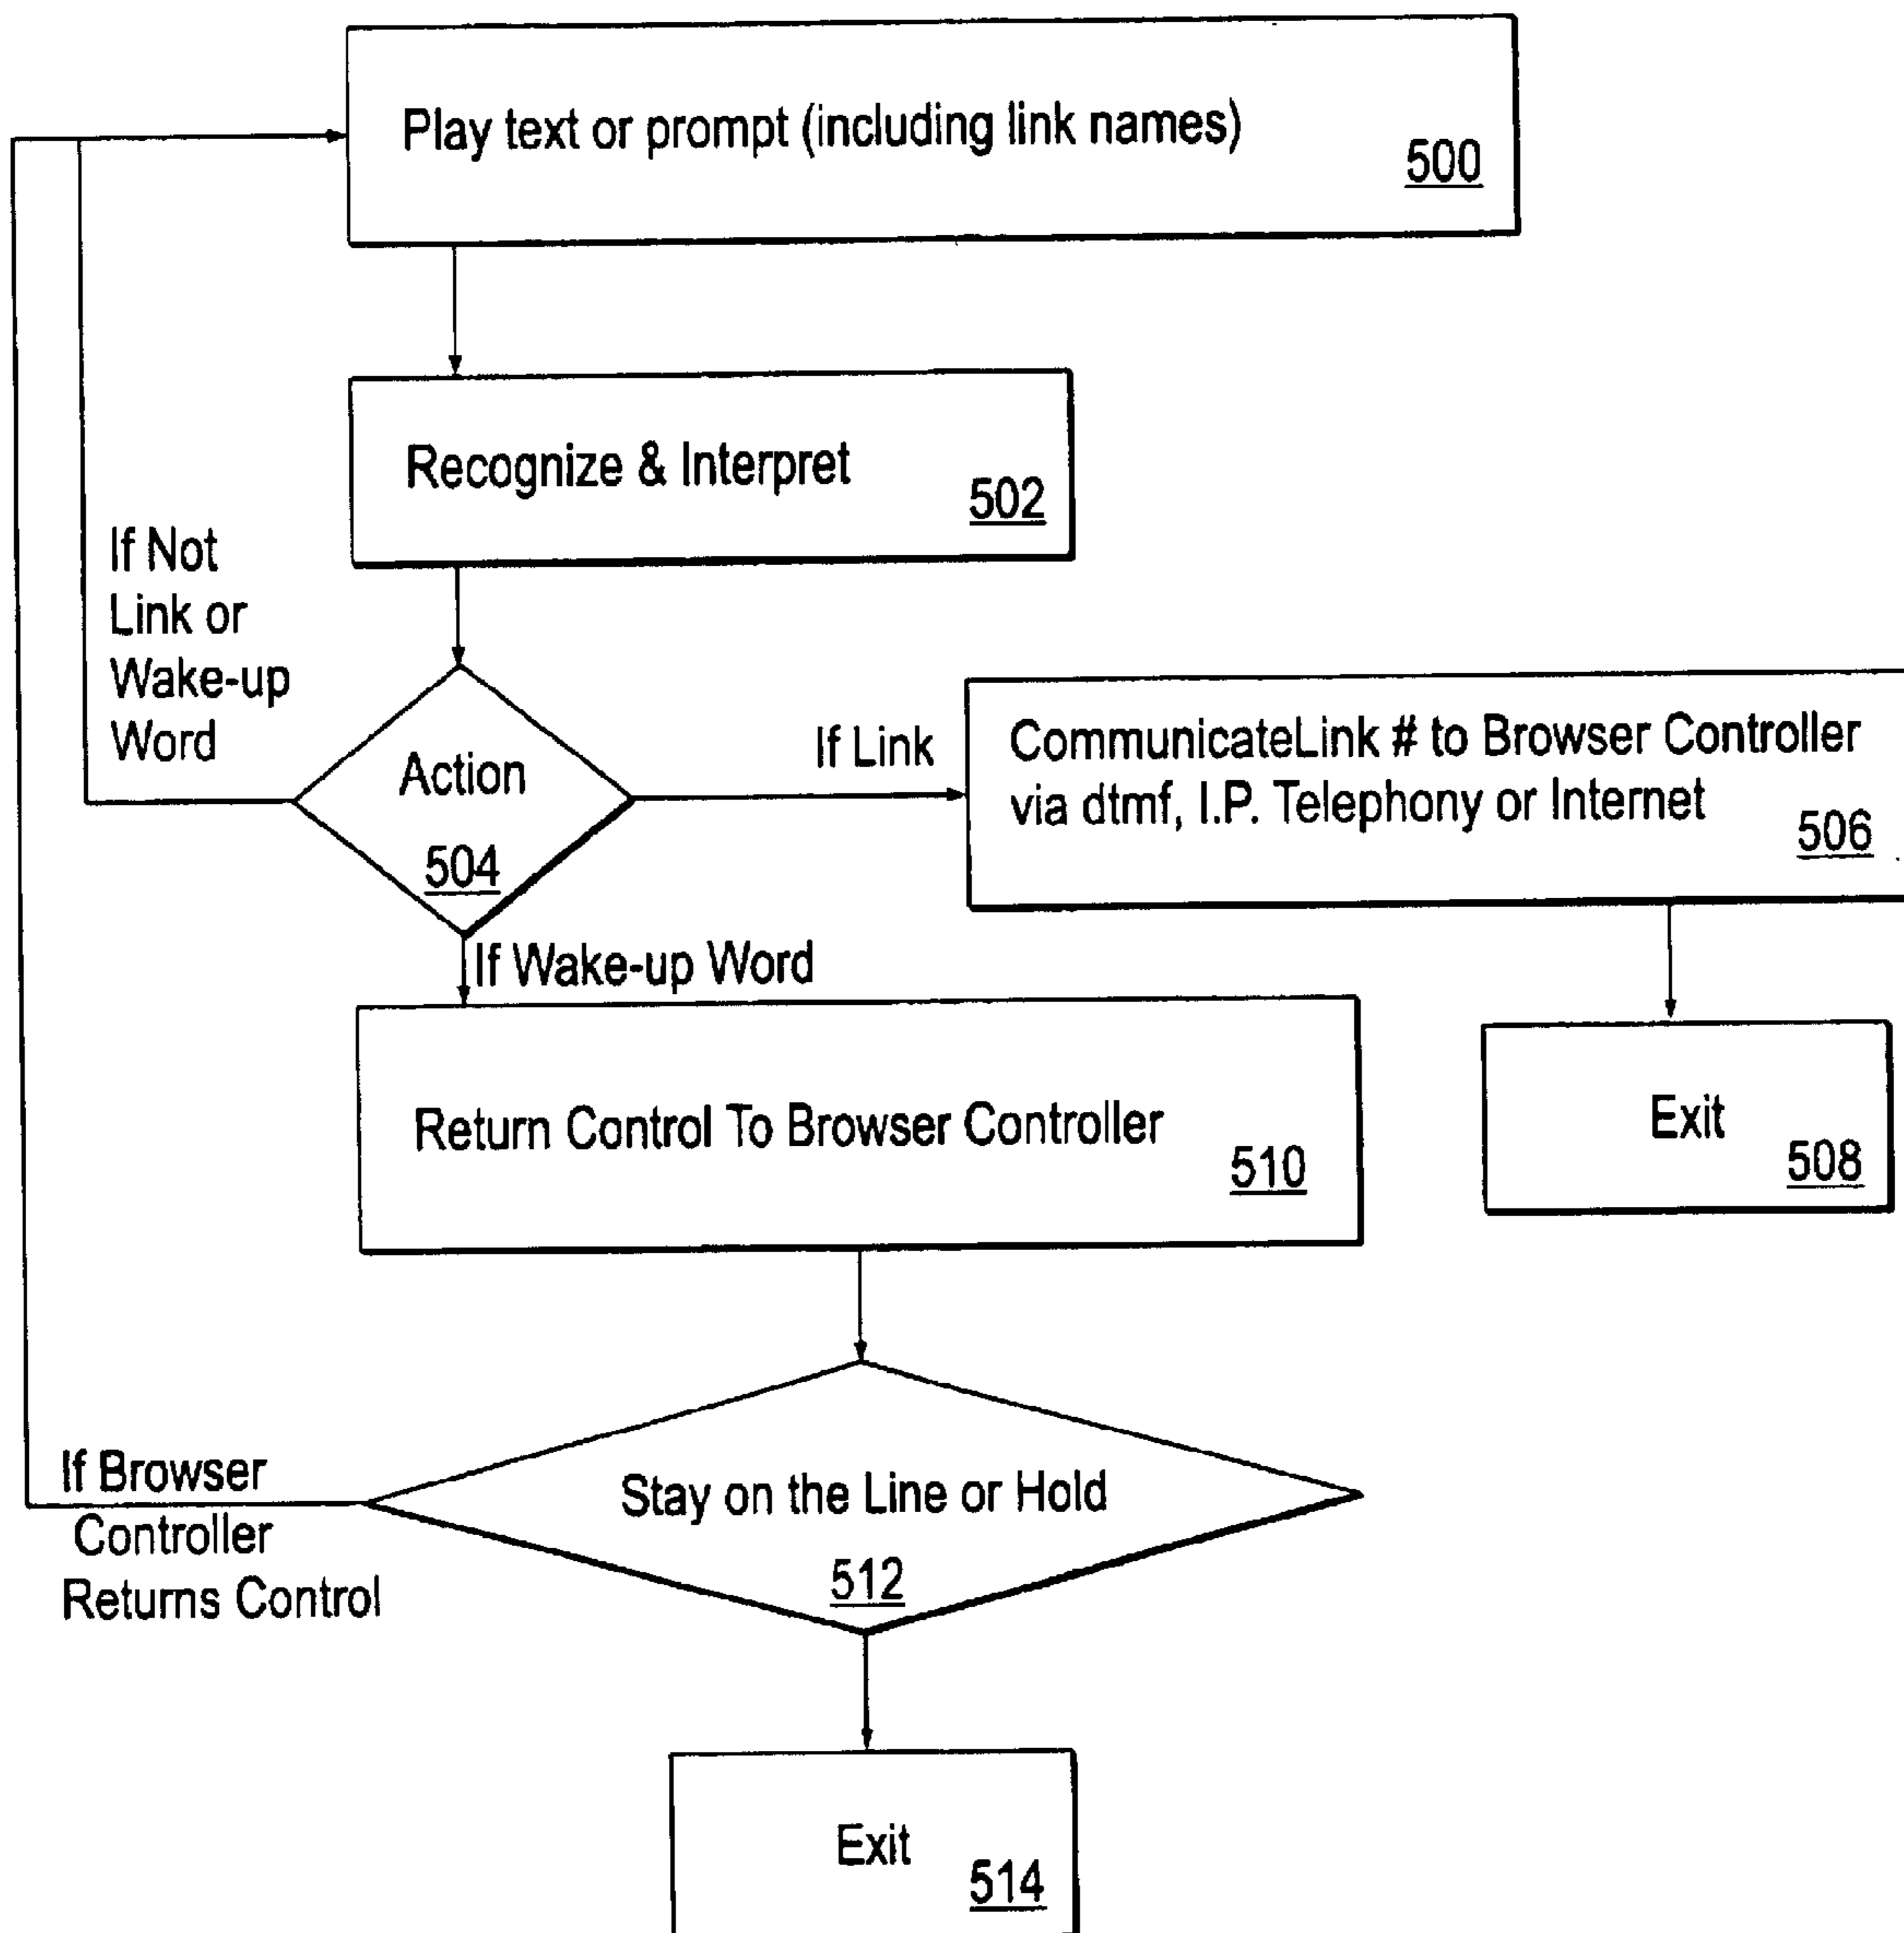 Play text or prompt (including link names)
500
Recognize & Interpret
502
If Not
Link or
Wake-up
Word
Action
504
If Link
CommunicateLink # to Browser Controller
via dtmf, I.P. Telephony or Internet
506
If Wake-up Word
Return Control To Browser Controller
510
Exit
508
If Browser
Controller
Returns Control
Stay on the Line or Hold
512
Exit
514